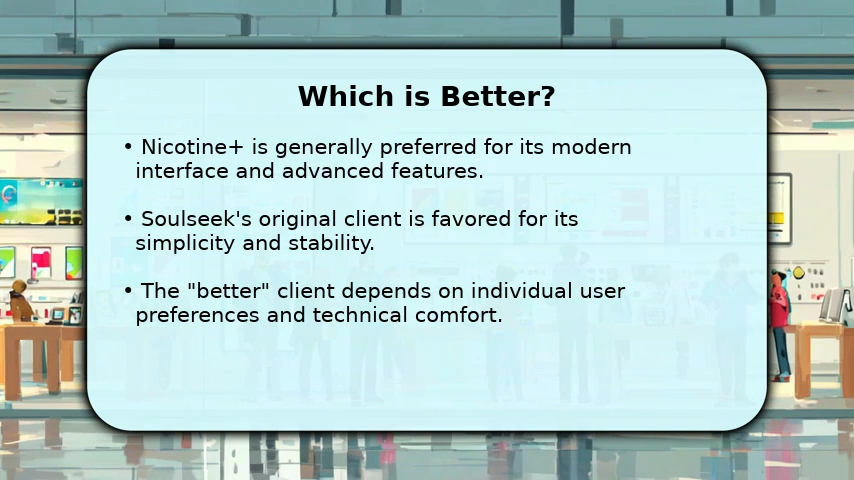 Which is Better?
• Nicotine+ is generally preferred for its modern
interface and advanced features.
• Soulseek's original client is favored for its
simplicity and stability.
• The "better" client depends on individual user
preferences and technical comfort.